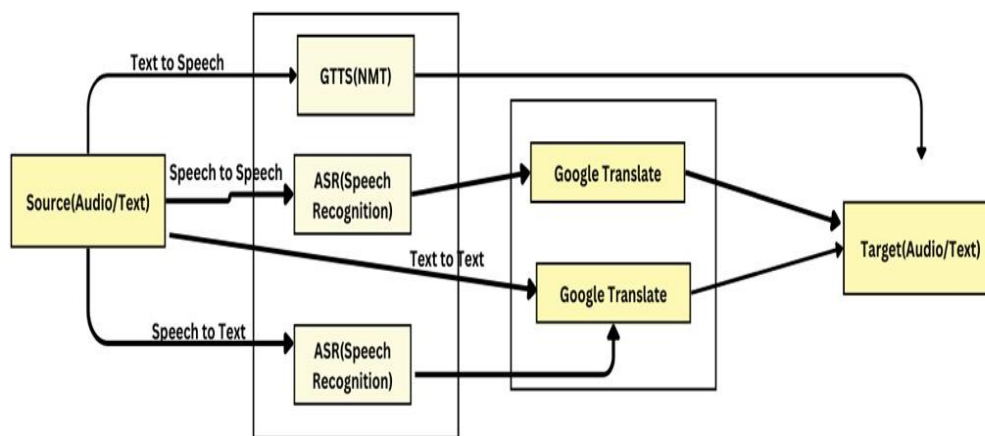 Text to Speech
GTTS(NMT)
Speech to Speech
ASR(Speech
Recognition)
Google Translate
Source(Audio/Text)
Target(Audio/Text)
Text to Text
Google Translate
Speech to Text
ASR(Speech
Recognition)